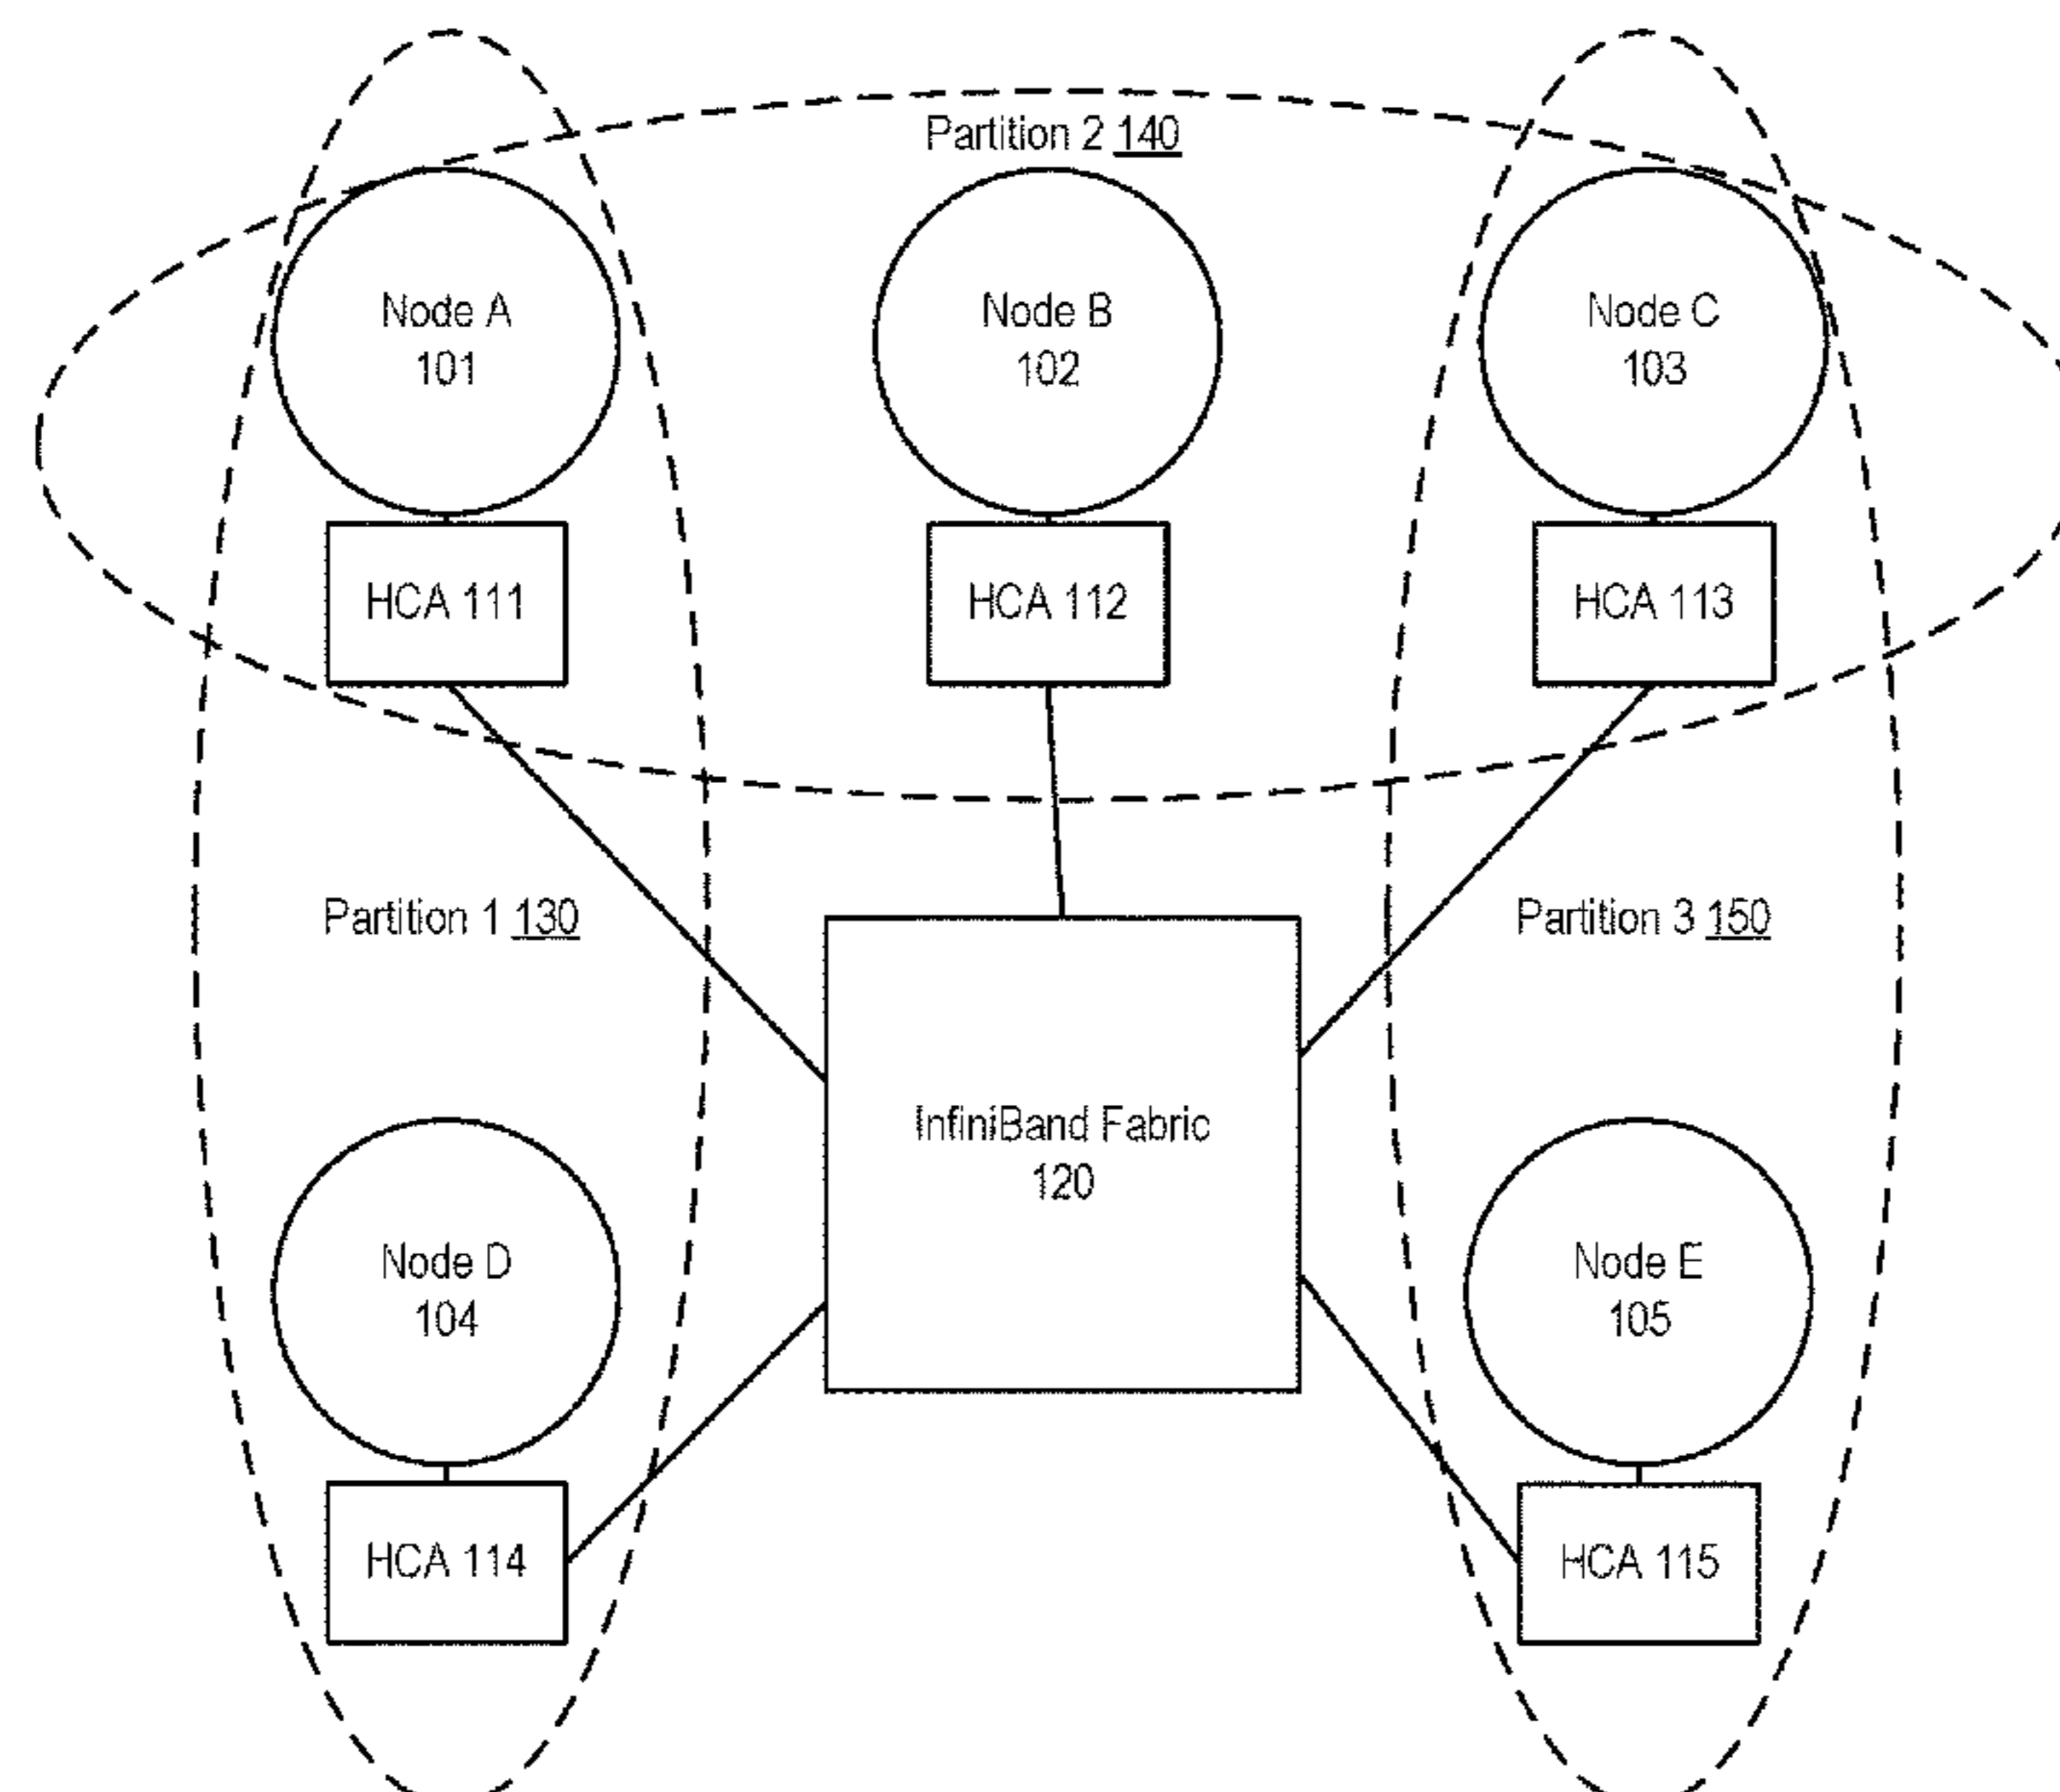 Partition 2 140
Node A
101
Node B
102
Node C
103
HCA 111
HCA 112
HCA 113
Partition 1 130
Partition 3 150
InfiniBand Fabric
120
Node D
104
Node E
105
HCA 114
HCA 115